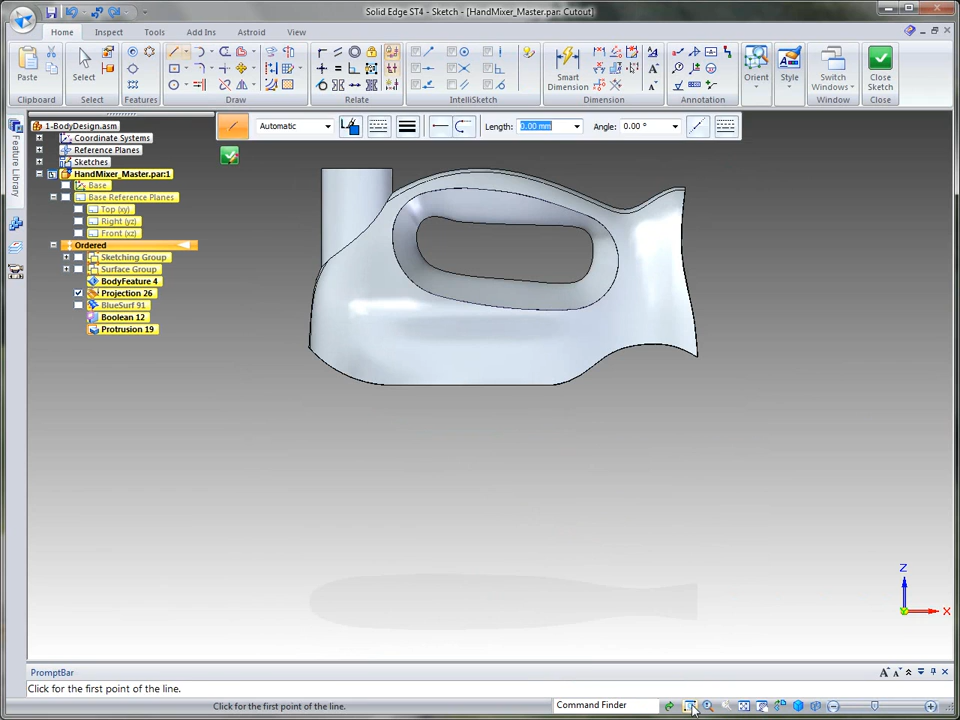 Solid Edge ST4 - Sketch - [HandMixer_Master.par: Cutout]
Home Inspect Tools Add Ins Astroid View
Paste Select Smart Dimension Orient Style Switch Windows Close Sketch
Clipboard Select Features Draw Relate IntelliSketch Dimension Annotation Window Close
Automatic Length: 0.00 mm Angle: 0.00 °
Feature Library
1-BodyDesign.asm
Coordinate Systems
Reference Planes
Sketches
HandMixer_Master.par:1
Base
Base Reference Planes
Top (xy)
Right (yz)
Front (xz)
Ordered
Sketching Group
Surface Group
BodyFeature 4
Projection 26
BlueSurf 91
Boolean 12
Protrusion 19
Z
X
PromptBar
Click for the first point of the line.
Click for the first point of the line. Command Finder